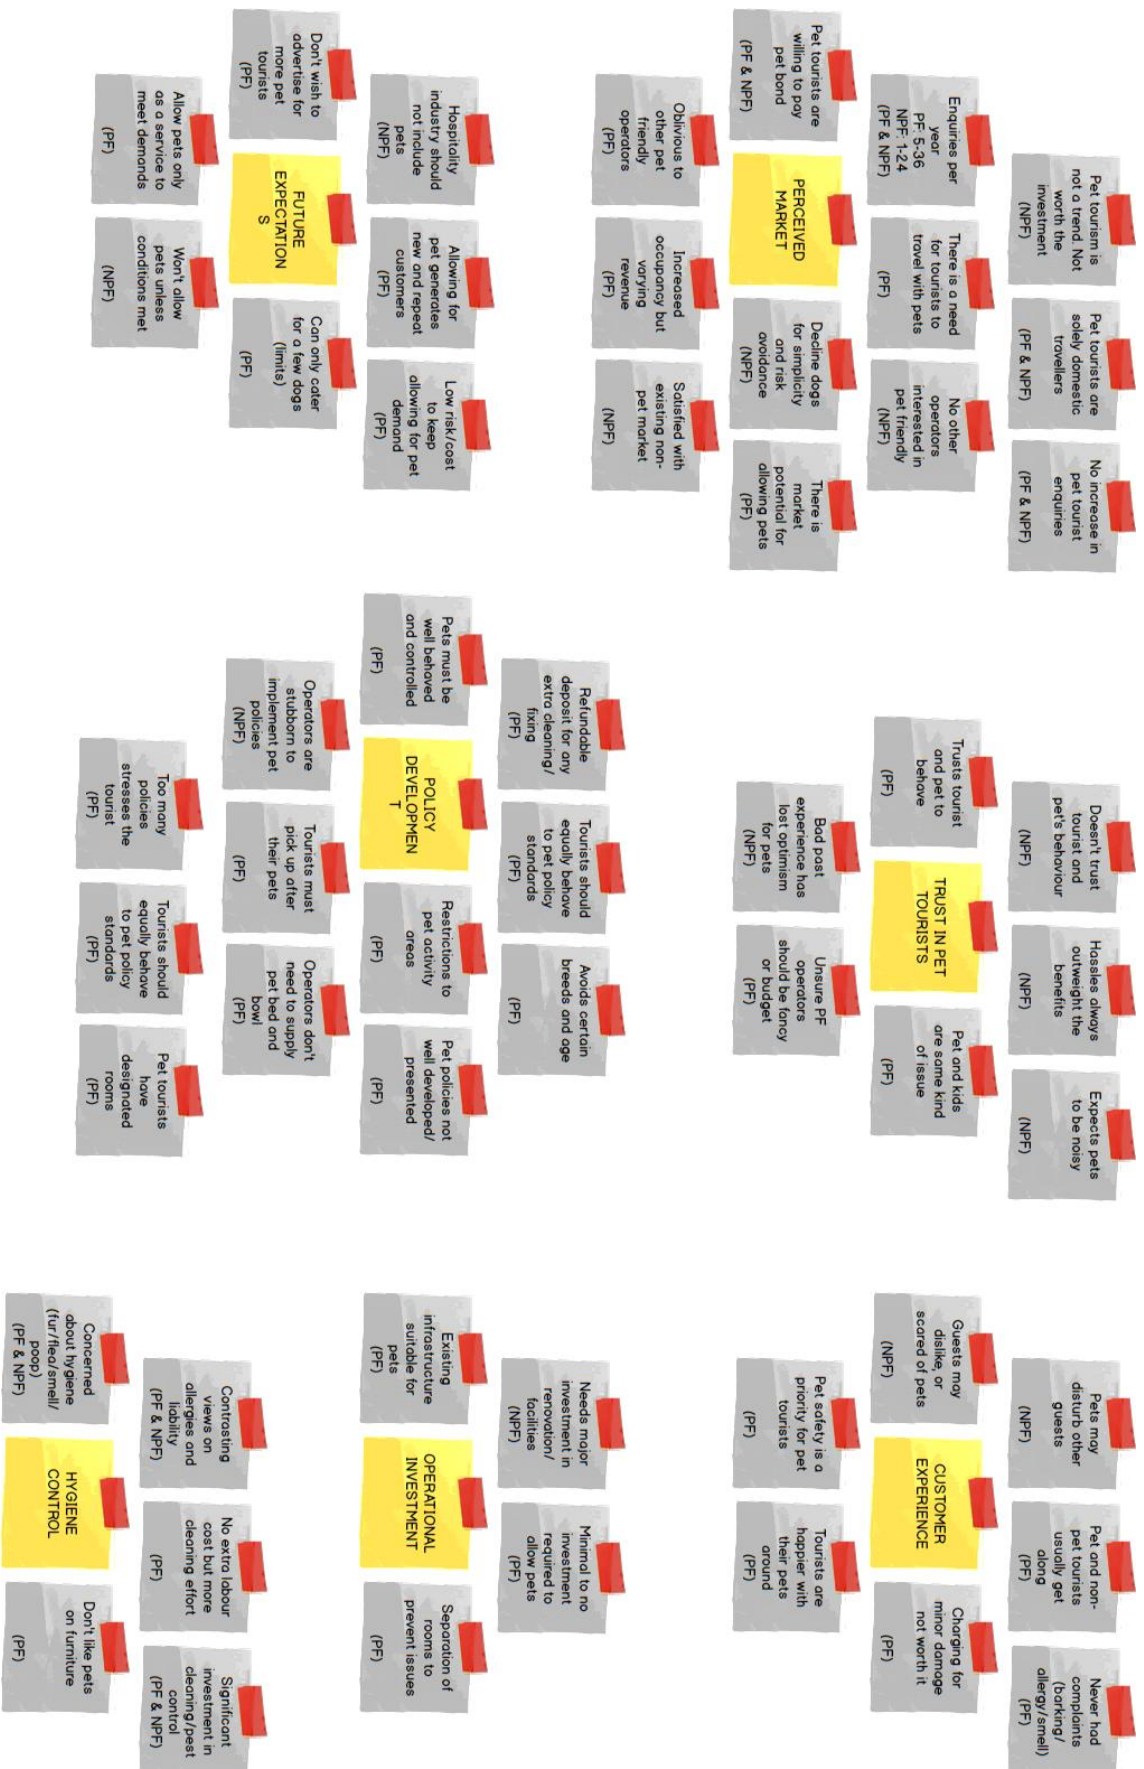 Pet tourism is
not a trend. Not
worth the
investment
(NPF)
Pet tourists are
solely domestic
travellers
(PF & NPF)
No increase in
pet tourist
enquiries
(PF & NPF)
Enquiries per
year
PF: 5-36
NPF: 1-24
(PF & NPF)
There is a need
for tourists to
travel with pets
(PF)
No other
operators
interested in
pet friendly
(NPF)
Pet tourists are
willing to pay
pet bond
(PF & NPF)
PERCEIVED
MARKET
Decline dogs
for simplicity
and risk
avoidance
(NPF)
There is
market
potential for
allowing pets
(PF)
Oblivious to
other pet
friendly
operators
(PF)
Increased
occupancy but
varying
revenue
(PF)
Satisfied with
existing non-
pet market
(NPF)
Doesn't trust
tourist and
pet's behaviour
(NPF)
Hassles always
outweight the
benefits
(NPF)
Expects pets
to be noisy
(NPF)
Trusts tourist
and pet to
behave
(PF)
TRUST IN PET
TOURISTS
Pet and kids
are same kind
of issue
(PF)
Bad past
experience has
lost optimism
for pets
(NPF)
Unsure PF
operators
should be fancy
or budget
(PF)
Pets may
disturb other
guests
(NPF)
Pet and non-
pet tourists
usually get
along
(PF)
Never had
complaints
(barking/
allergy/smell)
(PF)
Guests may
dislike, or
scared of pets
(NPF)
CUSTOMER
EXPERIENCE
Charging for
minor damage
not worth it
(PF)
Pet safety is a
priority for pet
tourists
(PF)
Tourists are
happier with
their pets
around
(PF)
Hospitality
industry should
not include
pets
(NPF)
Allowing for
pet generates
new and repeat
customers
(PF)
Low risk/cost
to keep
allowing for pet
demand
(PF)
Don't wish to
advertise for
more pet
tourists
(PF)
FUTURE
EXPECTATION
S
Can only cater
for a few dogs
(limits)
(PF)
Allow pets only
as a service to
meet demands
(PF)
Won't allow
pets unless
conditions met
(NPF)
Refundable
deposit for any
extra cleaning/
fixing
(PF)
Tourists should
equally behave
to pet policy
standards
(PF)
Avoids certain
breeds and age
(PF)
Pets must be
well behaved
and controlled
(PF)
POLICY
DEVELOPMEN
T
Restrictions to
pet activity
areas
(PF)
Pet policies not
well developed/
presented
(PF)
Operators are
stubborn to
implement pet
policies
(NPF)
Tourists must
pick up after
their pets
(PF)
Operators don't
need to supply
pet bed and
bowl
(PF)
Too many
policies
stresses the
tourist
(PF)
Tourists should
equally behave
to pet policy
standards
(PF)
Pet tourists
have
designated
rooms
(PF)
Needs major
investment in
renovation/
facilities
(NPF)
Minimal to no
investment
required to
allow pets
(PF)
Existing
infrastructure
suitable for
pets
(PF)
OPERATIONAL
INVESTMENT
Separation of
rooms to
prevent issues
(PF)
Contrasting
views on
allergies and
liability
(PF & NPF)
No extra labour
cost but more
cleaning effort
(PF)
Significant
investment in
cleaning/pest
control
(PF & NPF)
Concerned
about hygiene
(fur/flea/smell/
poop)
(PF & NPF)
HYGIENE
CONTROL
Don't like pets
on furniture
(PF)